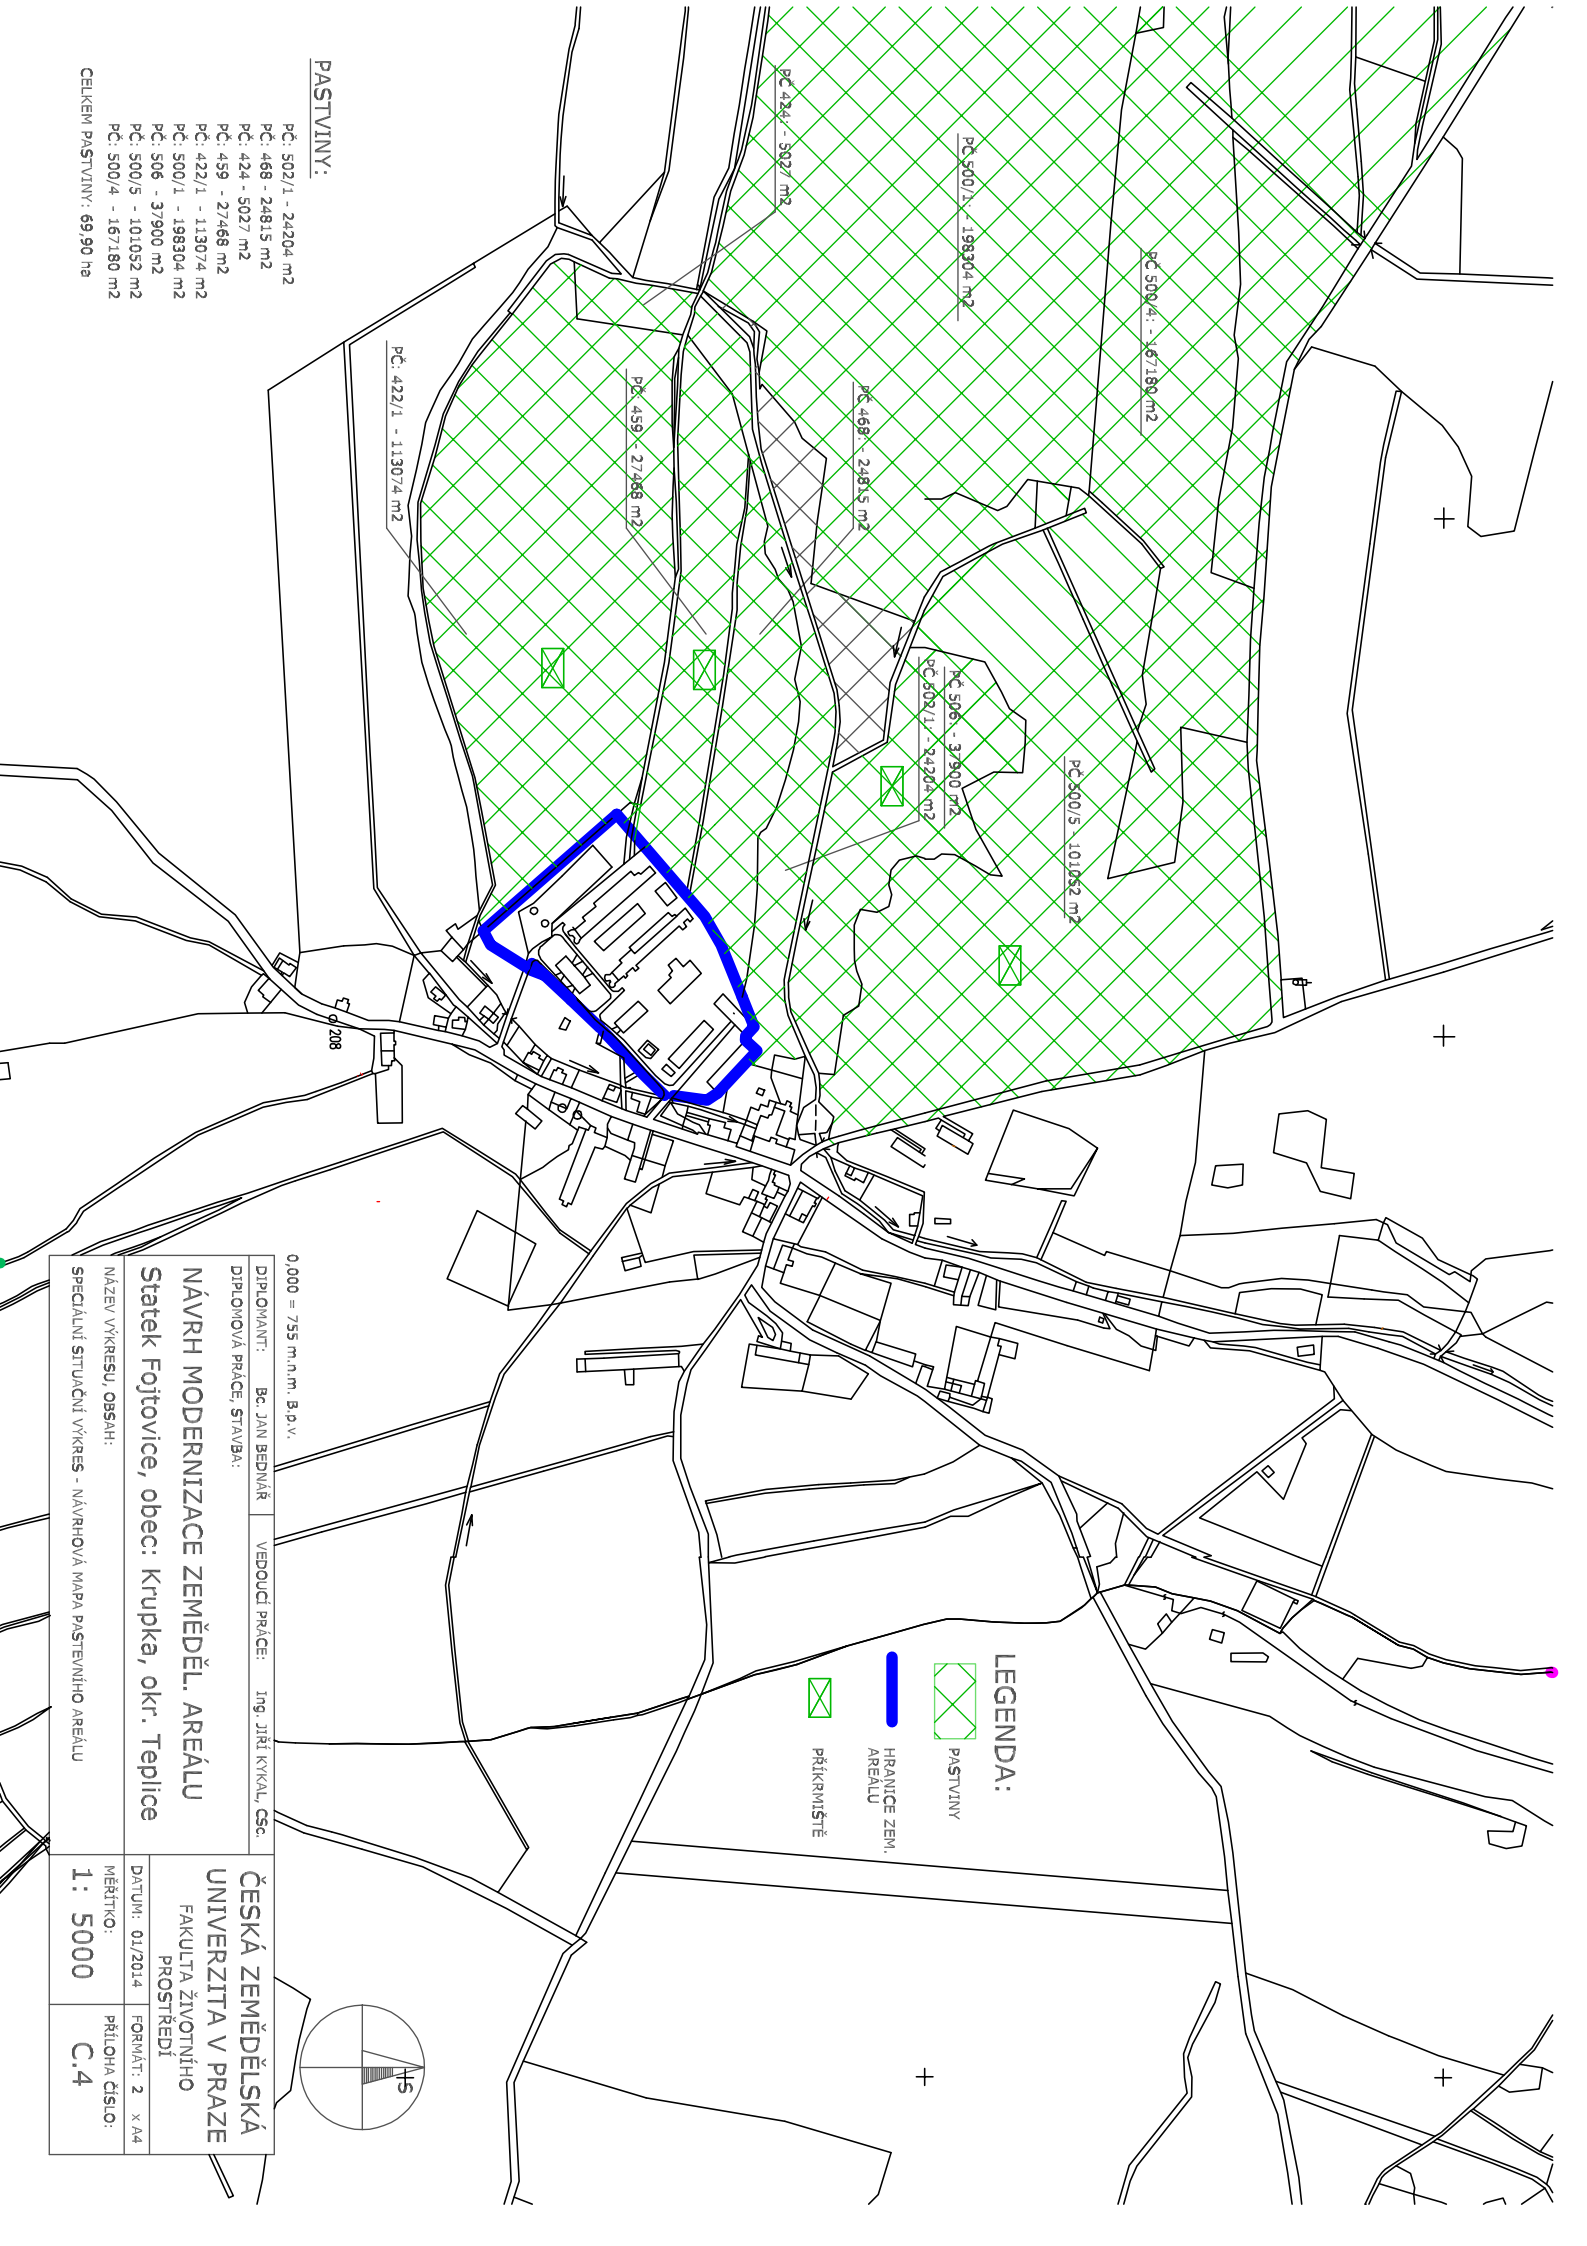 PASTVINY:
PČ: 502/1 - 24204 m2
PČ: 468 - 24815 m2
PČ: 424 - 5027 m2
PČ: 459 - 27468 m2
PČ: 422/1 - 113074 m2
PČ: 500/1 - 198304 m2
PČ: 506 - 37900 m2
PČ: 500/5 - 101052 m2
PČ: 500/4 - 167180 m2
CELKEM PASTVINY: 69,90 ha
PČ 500/4: - 167180 m2
PČ 500/1: - 198304 m2
PČ 424: - 5027 m2
PČ 468: - 24815 m2
PČ: 459 - 27468 m2
PČ: 422/1 - 113074 m2
PČ 500/5 - 101052 m2
PČ 506: - 37900 m2
PČ 502/1: - 24204 m2
208
LEGENDA:
PASTVINY
HRANICE ZEM.
AREÁLU
PŘÍKRMIŠTĚ
S
0,000 = 755 m.n.m. B.p.v.
DIPLOMANT: Bc. JAN BEDNÁŘ
VEDOUCÍ PRÁCE: Ing. JIŘÍ KYKAL, CSc.
DIPLOMOVÁ PRÁCE, STAVBA:
NÁVRH MODERNIZACE ZEMĚDĚL. AREÁLU
Statek Fojtovice, obec: Krupka, okr. Teplice
NÁZEV VÝKRESU, OBSAH:
SPECIÁLNÍ SITUAČNÍ VÝKRES - NÁVRHOVÁ MAPA PASTEVNÍHO AREÁLU
ČESKÁ ZEMĚDĚLSKÁ
UNIVERZITA V PRAZE
FAKULTA ŽIVOTNÍHO
PROSTŘEDÍ
DATUM: 01/2014
FORMÁT: 2 x A4
MĚŘÍTKO:
1: 5000
PŘÍLOHA ČÍSLO:
C.4